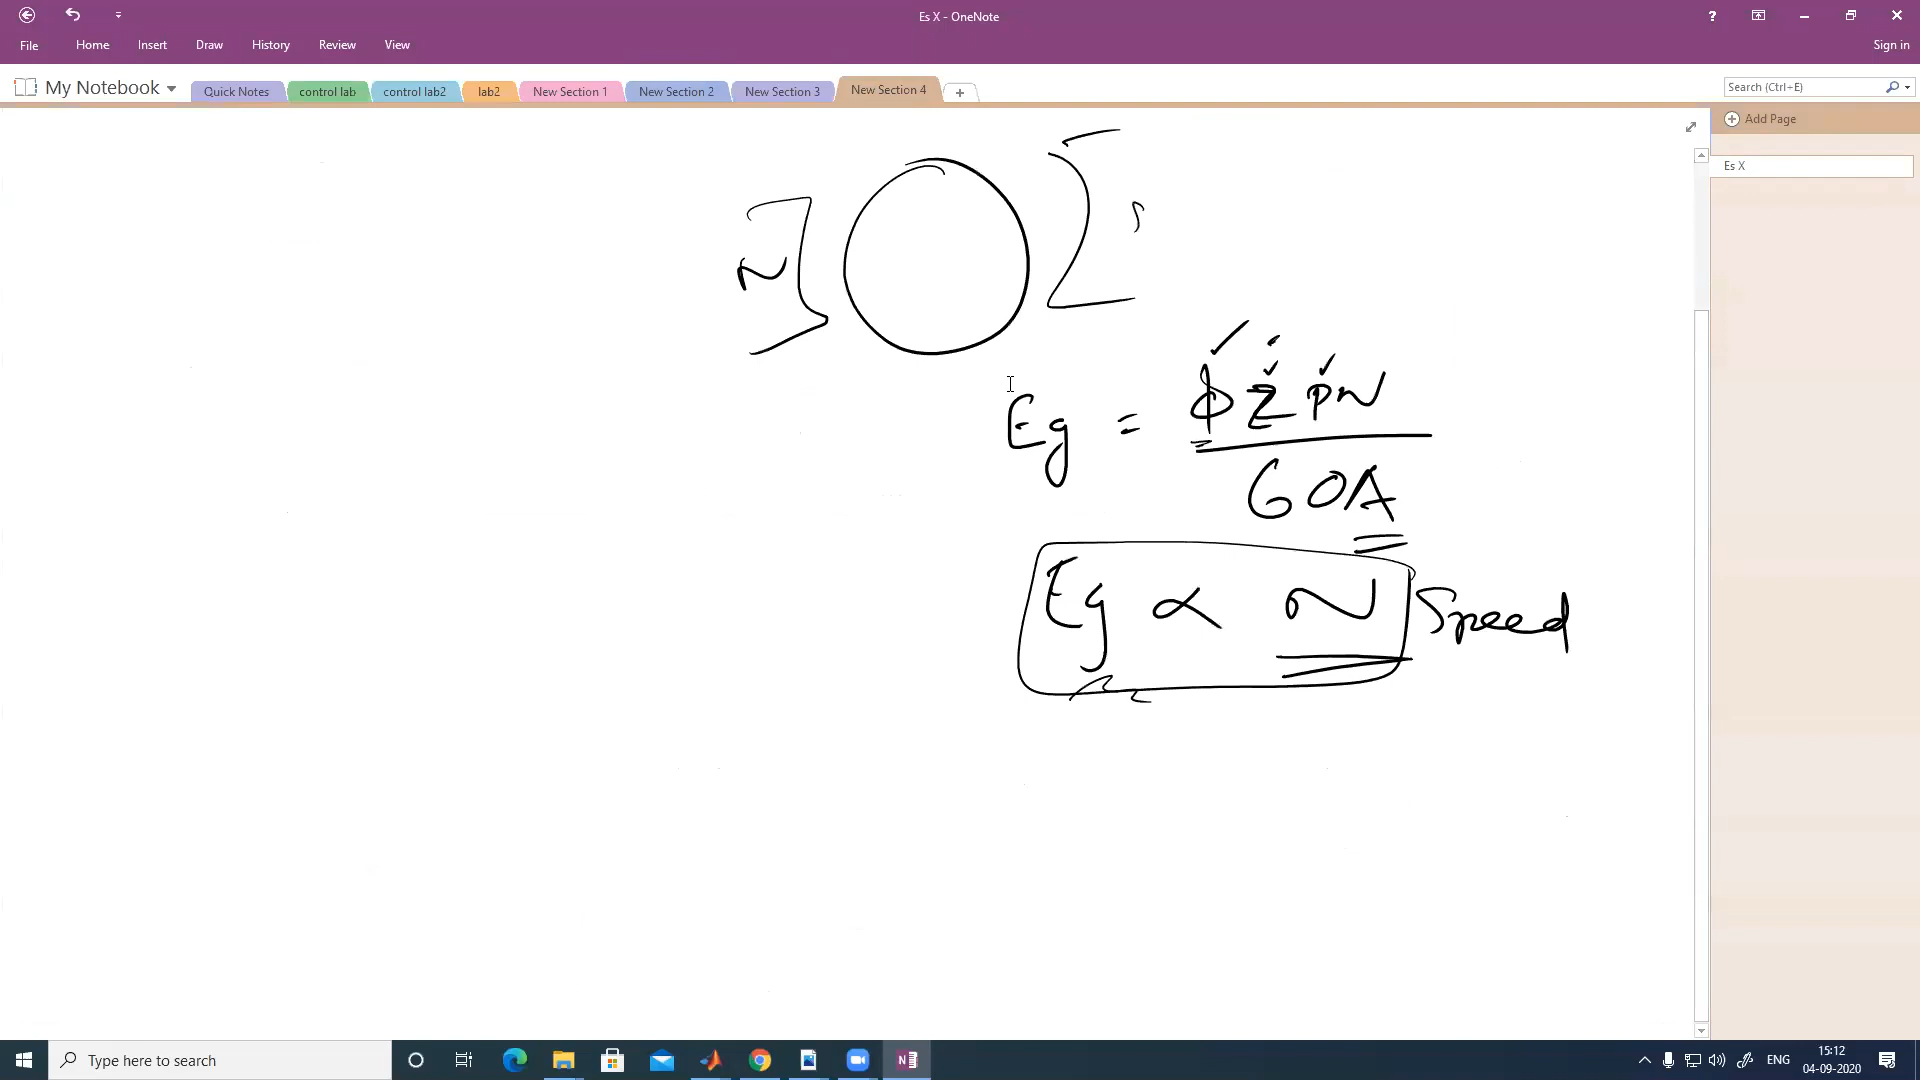 Es X - OneNote
File Home Insert Draw History Review View Sign in
My Notebook Quick Notes control lab control lab2 lab2 New Section 1 New Section 2 New Section 3 New Section 4 Search (Ctrl+E)
Add Page
Es X
N S
Eg = ϕZPN
60A
Eg ∝ N Speed
Type here to search
ENG 15:12
04-09-2020